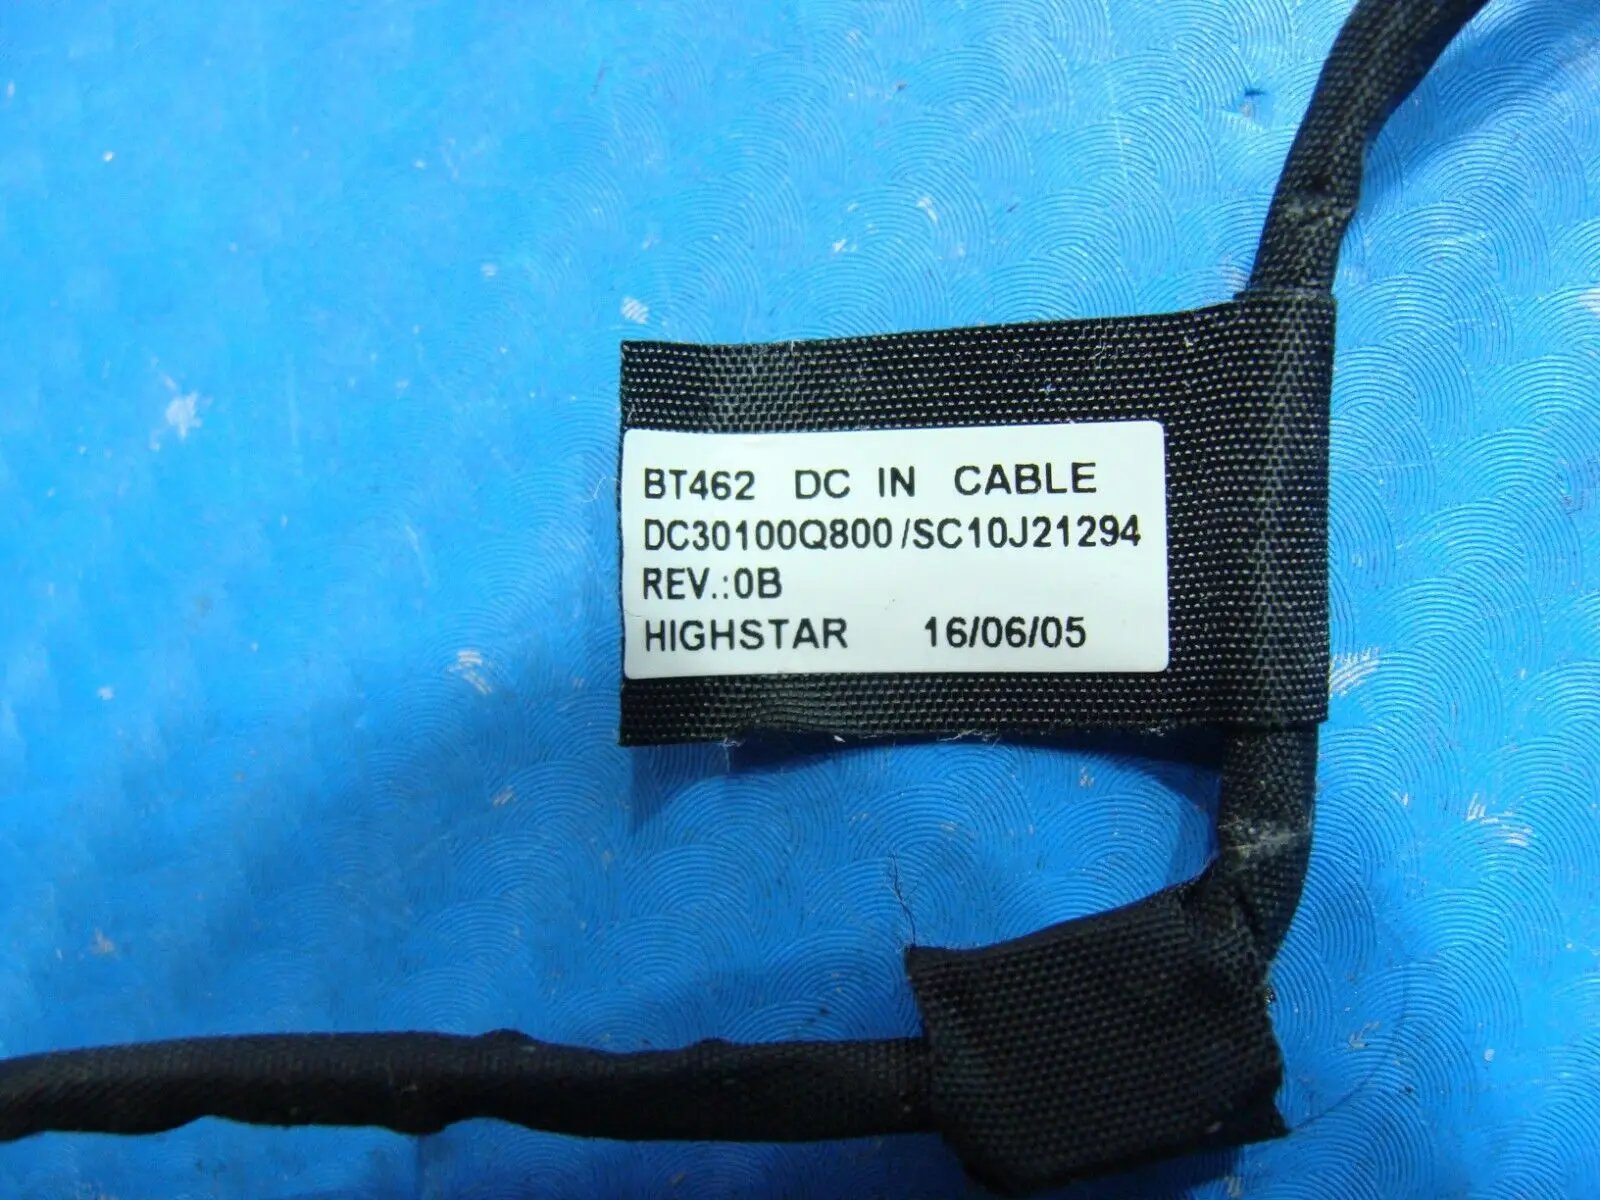 BT462 DC IN CABLE
DC30100Q800/SC10J21294
REV.:0B
HIGHSTAR 16/06/05